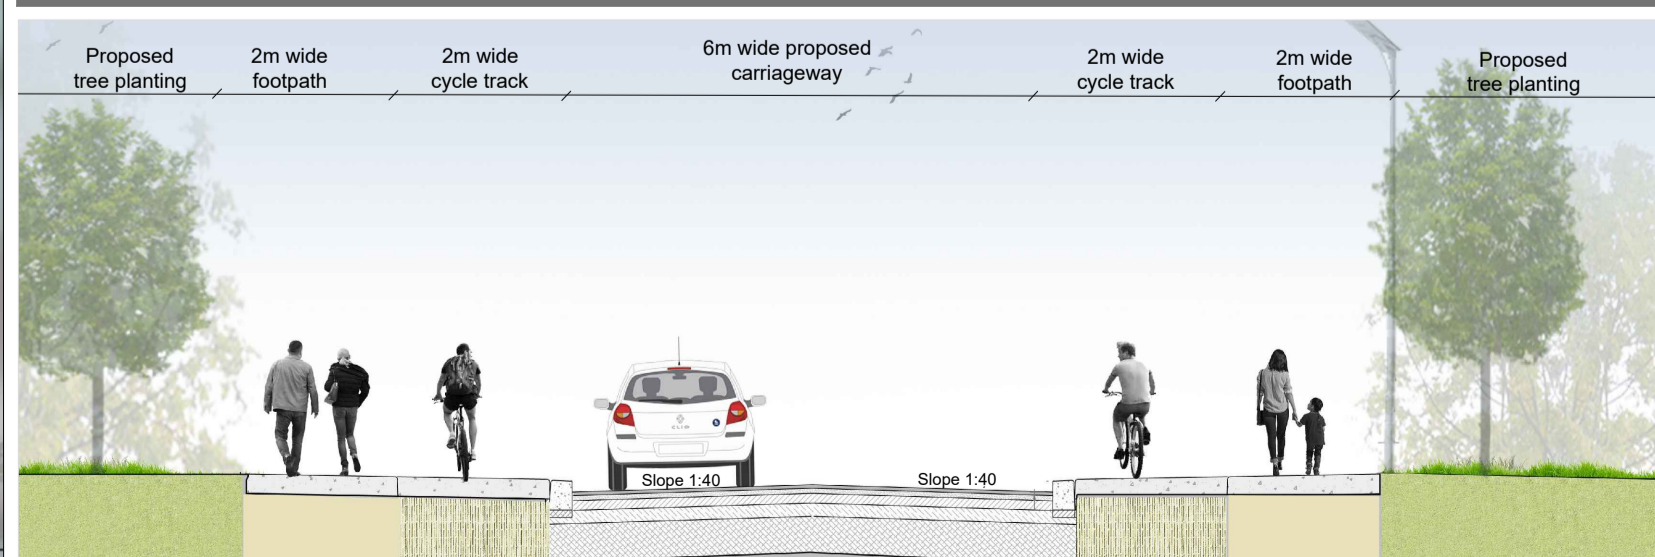 Proposed
tree planting
2m wide
footpath
2m wide
cycle track
6m wide proposed
carriageway
2m wide
cycle track
2m wide
footpath
Proposed
tree planting
CLIO
Slope 1:40
Slope 1:40